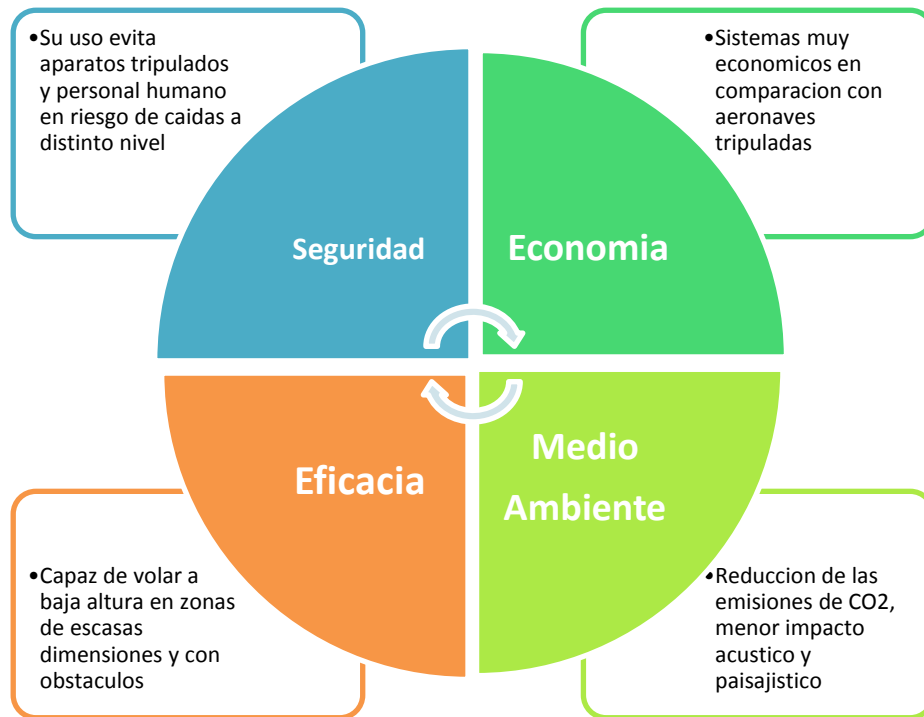 •Su uso evita
aparatos tripulados
y personal humano
en riesgo de caidas a
distinto nivel
•Sistemas muy
economicos en
comparacion con
aeronaves
tripuladas
Seguridad
Economia
Eficacia
Medio
Ambiente
•Capaz de volar a
baja altura en zonas
de escasas
dimensiones y con
obstaculos
•Reduccion de las
emisiones de CO2,
menor impacto
acustico y
paisajistico